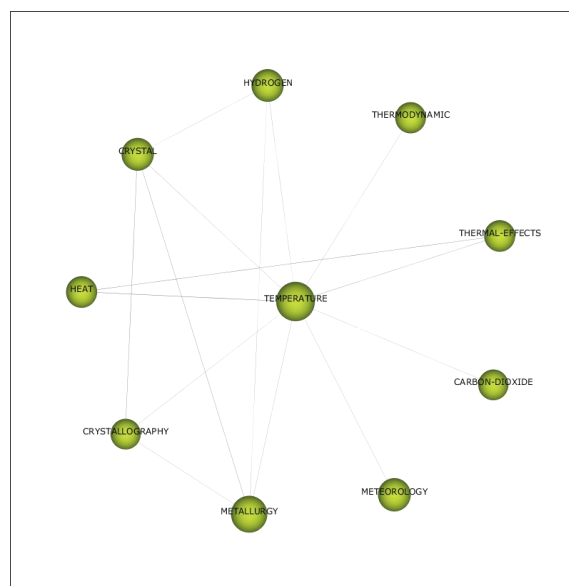 HYDROGEN
THERMODYNAMIC
CRYSTAL
THERMAL-EFFECTS
HEAT
TEMPERATURE
CARBON-DIOXIDE
CRYSTALLOGRAPHY
METEOROLOGY
METALLURGY